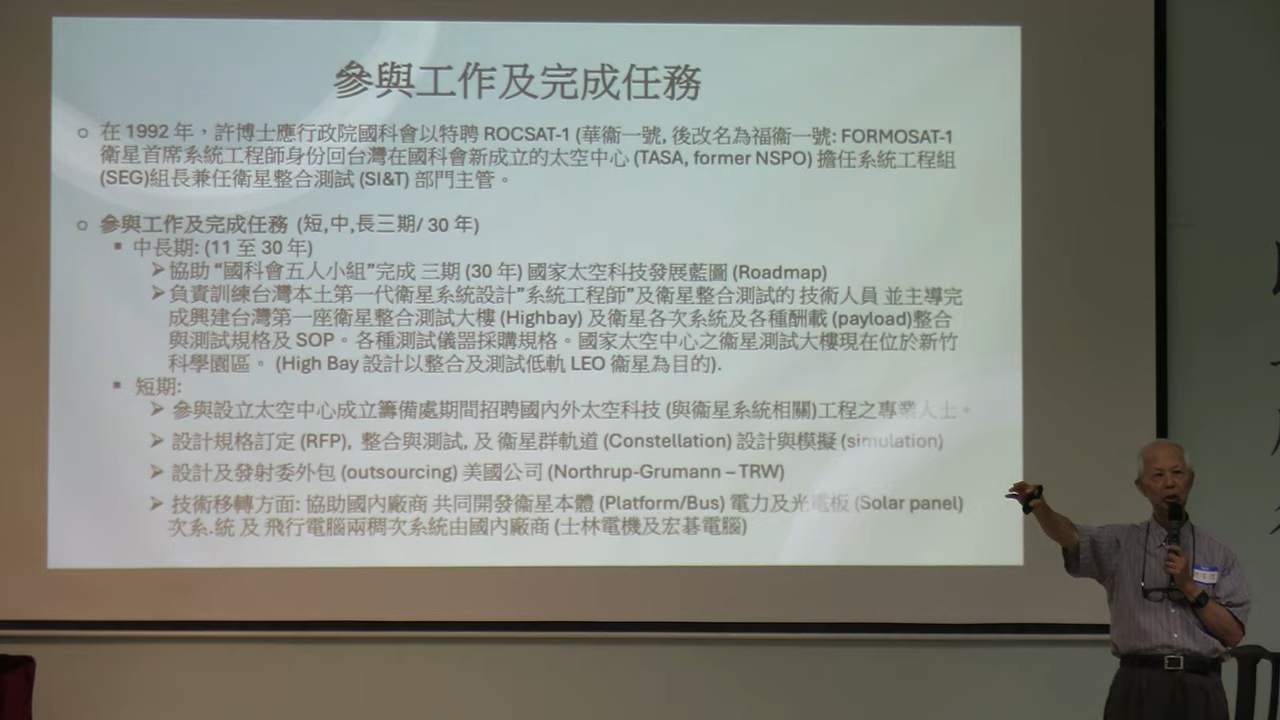 參與工作及完成任務
在 1992 年，許博士應行政院國科會以特聘 ROCSAT-1 (華衞一號, 後改名為福衞一號: FORMOSAT-1
衛星首席系統工程師身份回台灣在國科會新成立的太空中心 (TASA, former NSPO) 擔任系統工程組
(SEG)組長兼任衛星整合測試 (SI&T) 部門主管。
參與工作及完成任務 (短,中,長三期/ 30 年)
中長期: (11 至 30 年)
協助 “國科會五人小組”完成 三期 (30 年) 國家太空科技發展藍圖 (Roadmap)
負責訓練台灣本土第一代衛星系統設計”系統工程師”及衛星整合測試的 技術人員 並主導完
成興建台灣第一座衛星整合測試大樓 (Highbay) 及衛星各次系統及各種酬載 (payload)整合
與測試規格及 SOP。各種測試儀器採購規格。國家太空中心之衛星測試大樓現在位於新竹
科學園區。 (High Bay 設計以整合及測試低軌 LEO 衞星為目的).
短期:
參與設立太空中心成立籌備處期間招聘國內外太空科技 (與衞星系統相關)工程之專業人士。
設計規格訂定 (RFP), 整合與測試, 及 衞星群軌道 (Constellation) 設計與模擬 (simulation)
設計及發射委外包 (outsourcing) 美國公司 (Northrup-Grumann – TRW)
技術移轉方面: 協助國內廠商 共同開發衞星本體 (Platform/Bus) 電力及光電板 (Solar panel)
次系.統 及 飛行電腦兩稠次系統由國內廠商 (士林電機及宏碁電腦)